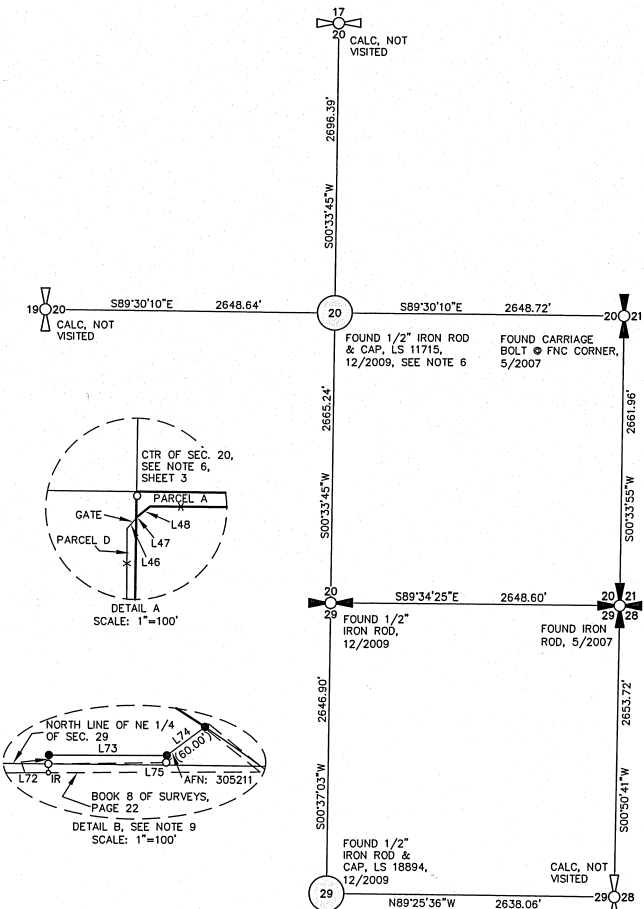 17
20
CALC, NOT
VISITED
2696.39'
S00°33'45"W
S89°30'10"E 2648.64'
19 20
CALC, NOT
VISITED
20
S89°30'10"E 2648.72'
20 21
FOUND 1/2" IRON ROD
& CAP, LS 11715,
12/2009, SEE NOTE 6
FOUND CARRIAGE
BOLT @ FNC CORNER,
5/2007
2665.24'
S00°33'45"W
2661.96'
S00°33'55"W
CTR OF SEC. 20,
SEE NOTE 6,
SHEET 3
PARCEL A
GATE
L48
L47
PARCEL D
L46
DETAIL A
SCALE: 1"=100'
20
29
S89°34'25"E 2648.60'
20 21
29 28
FOUND 1/2"
IRON ROD,
12/2009
FOUND IRON
ROD, 5/2007
2646.90'
S00°37'03"W
2653.72'
S00°50'41"W
NORTH LINE OF NE 1/4
OF SEC. 29
L73
L74
(60.00')
L72
IR
L75
AFN: 305211
BOOK 8 OF SURVEYS,
PAGE 22
DETAIL B, SEE NOTE 9
SCALE: 1"=100'
FOUND 1/2"
IRON ROD &
CAP, LS 18894,
12/2009
CALC, NOT
VISITED
29
N89°25'36"W 2638.06'
29 28